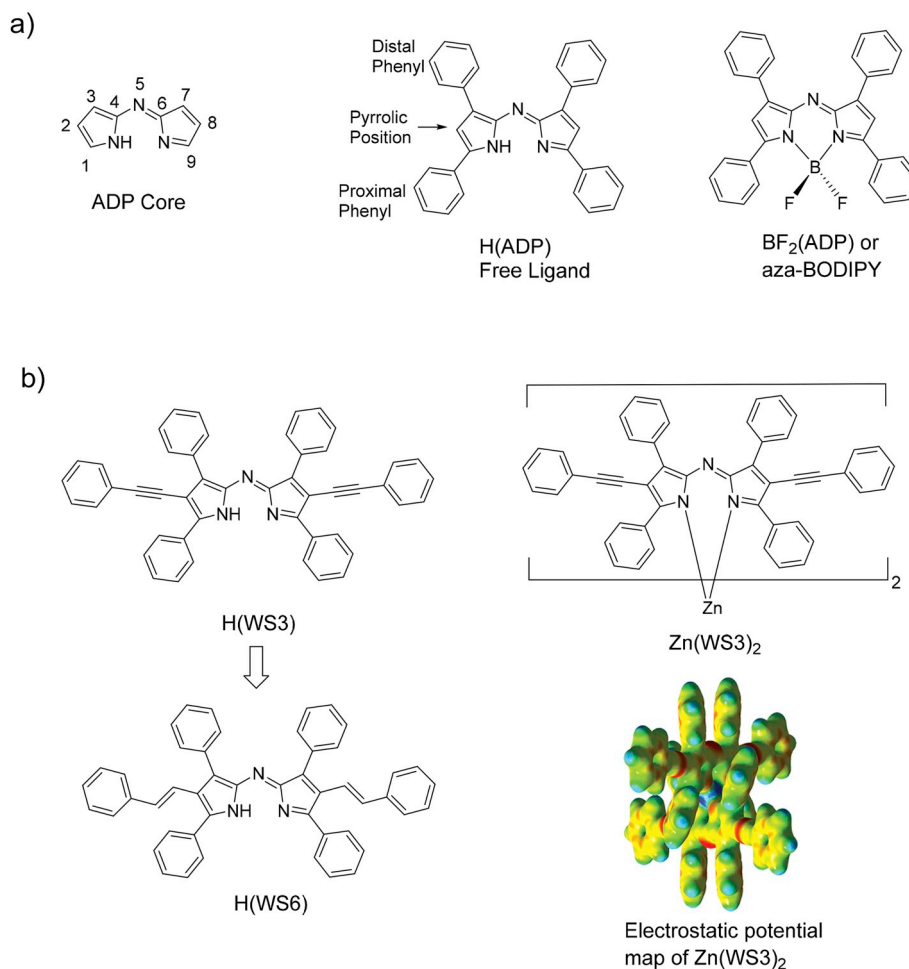 a)
5
N
3
4
6
7
2
8
NH
N
1
9
ADP Core
Distal
Phenyl
Pyrrolic
Position
Proximal
Phenyl
N
NH
N
H(ADP)
Free Ligand
N
N
N
B
F
F
BF2(ADP) or
aza-BODIPY
b)
N
NH
N
H(WS3)
N
N
N
Zn
2
Zn(WS3)2
N
NH
N
H(WS6)
Electrostatic potential
map of Zn(WS3)2